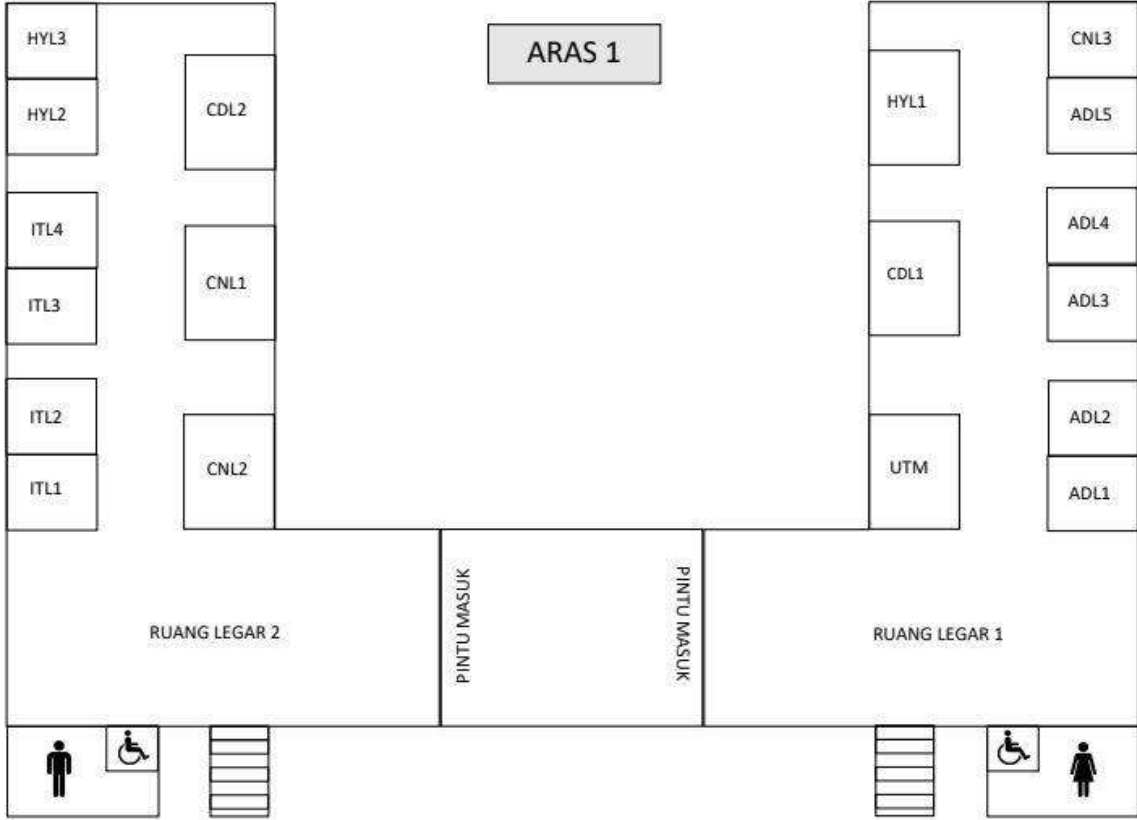 ARAS 1
HYL3
HYL2
CDL2
ITL4
ITL3
CNL1
ITL2
ITL1
CNL2
HYL1
CNL3
ADL5
CDL1
ADL4
ADL3
UTM
ADL2
ADL1
RUANG LEGAR 2
PINTU MASUK
PINTU MASUK
RUANG LEGAR 1